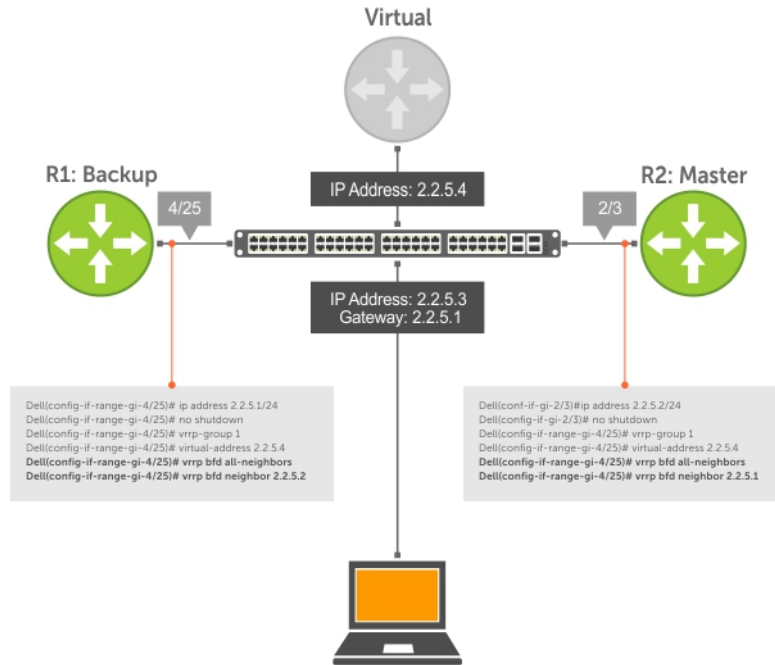 Virtual
R1: Backup
R2: Master
IP Address: 2.2.5.4
4/25
2/3
IP Address: 2.2.5.3
Gateway: 2.2.5.1
Dell(config-if-range-gi-4/25)# ip address 2.2.5.1/24
Dell(config-if-range-gi-4/25)# no shutdown
Dell(config-if-range-gi-4/25)# vrrp-group 1
Dell(config-if-range-gi-4/25)# virtual-address 2.2.5.4
Dell(config-if-range-gi-4/25)# vrrp bfd all-neighbors
Dell(config-if-range-gi-4/25)# vrrp bfd neighbor 2.2.5.2
Dell(conf-if-gi-2/3)#ip address 2.2.5.2/24
Dell(config-if-gi-2/3)# no shutdown
Dell(config-if-range-gi-4/25)# vrrp-group 1
Dell(config-if-range-gi-4/25)# virtual-address 2.2.5.4
Dell(config-if-range-gi-4/25)# vrrp bfd all-neighbors
Dell(config-if-range-gi-4/25)# vrrp bfd neighbor 2.2.5.1